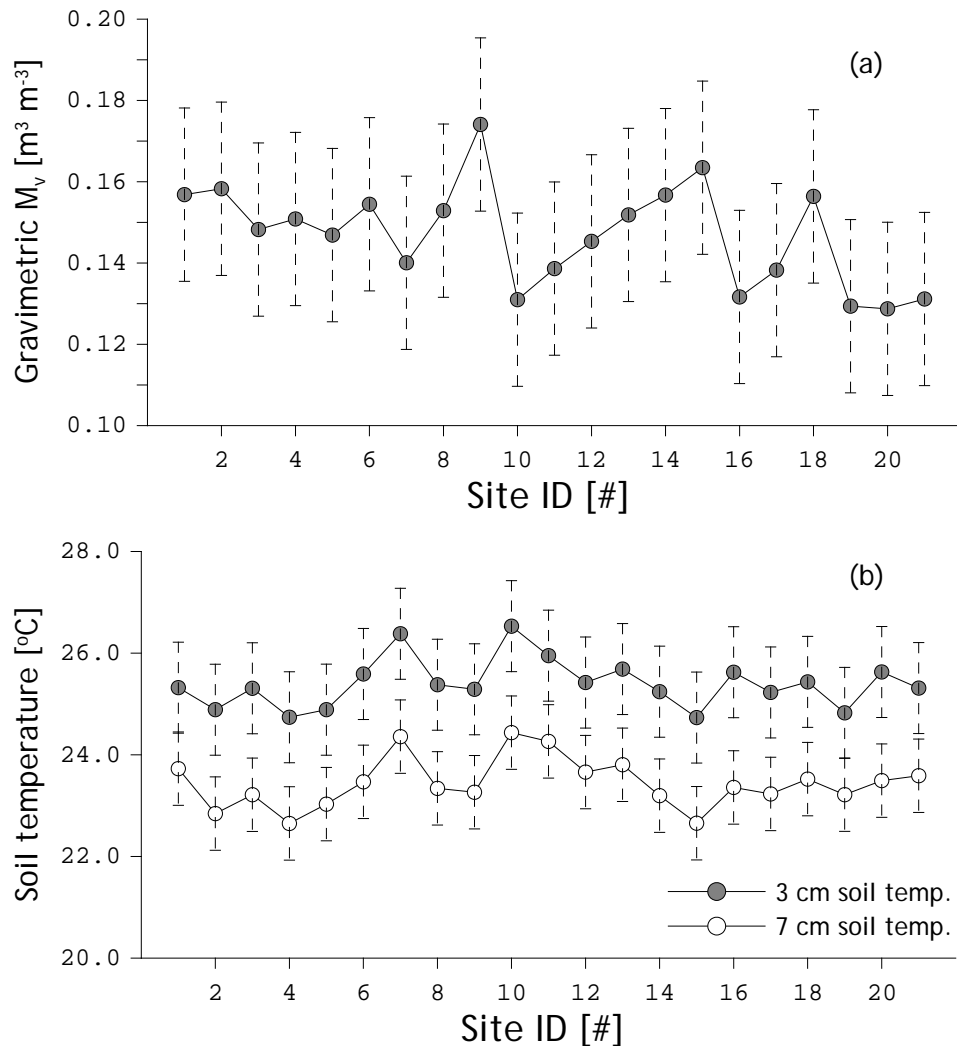 (a)
Gravimetric Mv [m³ m⁻³]
0.20
0.18
0.16
0.14
0.12
0.10
2 4 6 8 10 12 14 16 18 20
Site ID [#]
(b)
Soil temperature [ºC]
28.0
26.0
24.0
22.0
20.0
3 cm soil temp.
7 cm soil temp.
2 4 6 8 10 12 14 16 18 20
Site ID [#]